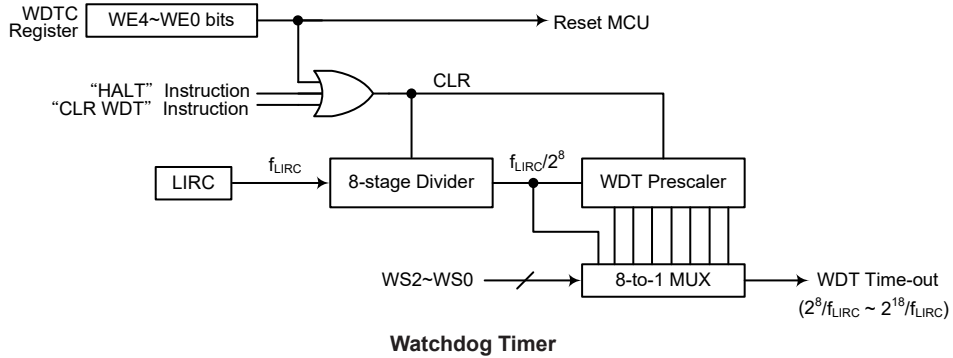 WDTC
Register
WE4~WE0 bits
Reset MCU
CLR
“HALT” Instruction
“CLR WDT” Instruction
fLIRC
fLIRC/2^8
LIRC
8-stage Divider
WDT Prescaler
WS2~WS0
8-to-1 MUX
WDT Time-out
(2^8/fLIRC ~ 2^18/fLIRC)
Watchdog Timer